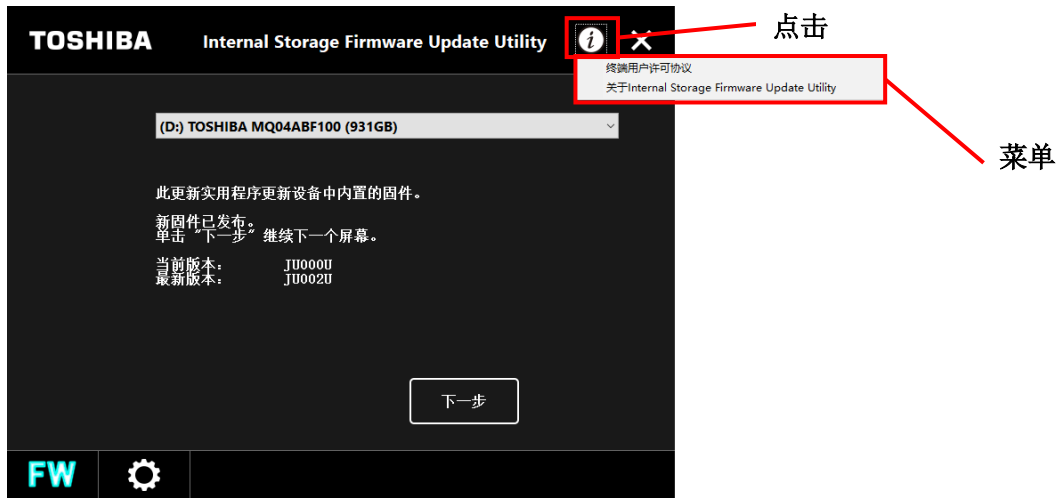 TOSHIBA
Internal Storage Firmware Update Utility
点击
终端用户许可协议
关于Internal Storage Firmware Update Utility
菜单
(D:) TOSHIBA MQ04ABF100 (931GB)
此更新实用程序更新设备中内置的固件。
新固件已发布。
单击 "下一步" 继续下一个屏幕。
当前版本: JU000U
最新版本: JU002U
下一步
FW